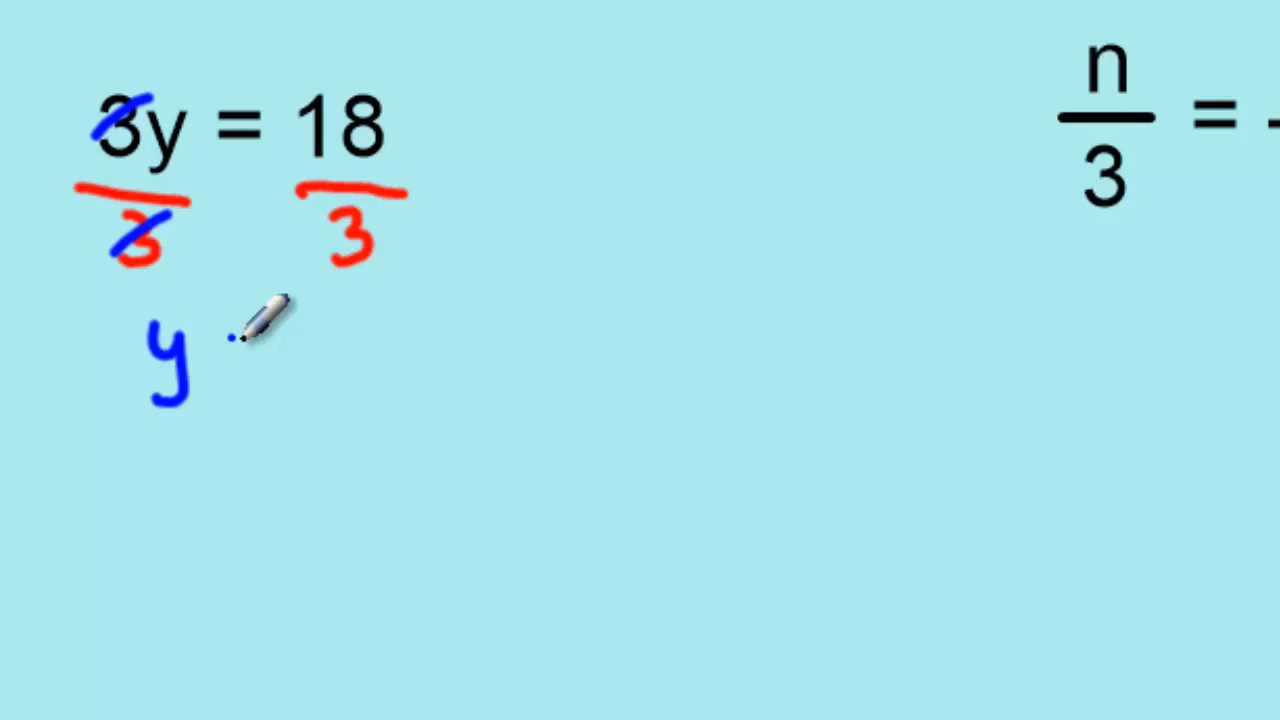 3y = 18
3 3
y
n
3 =